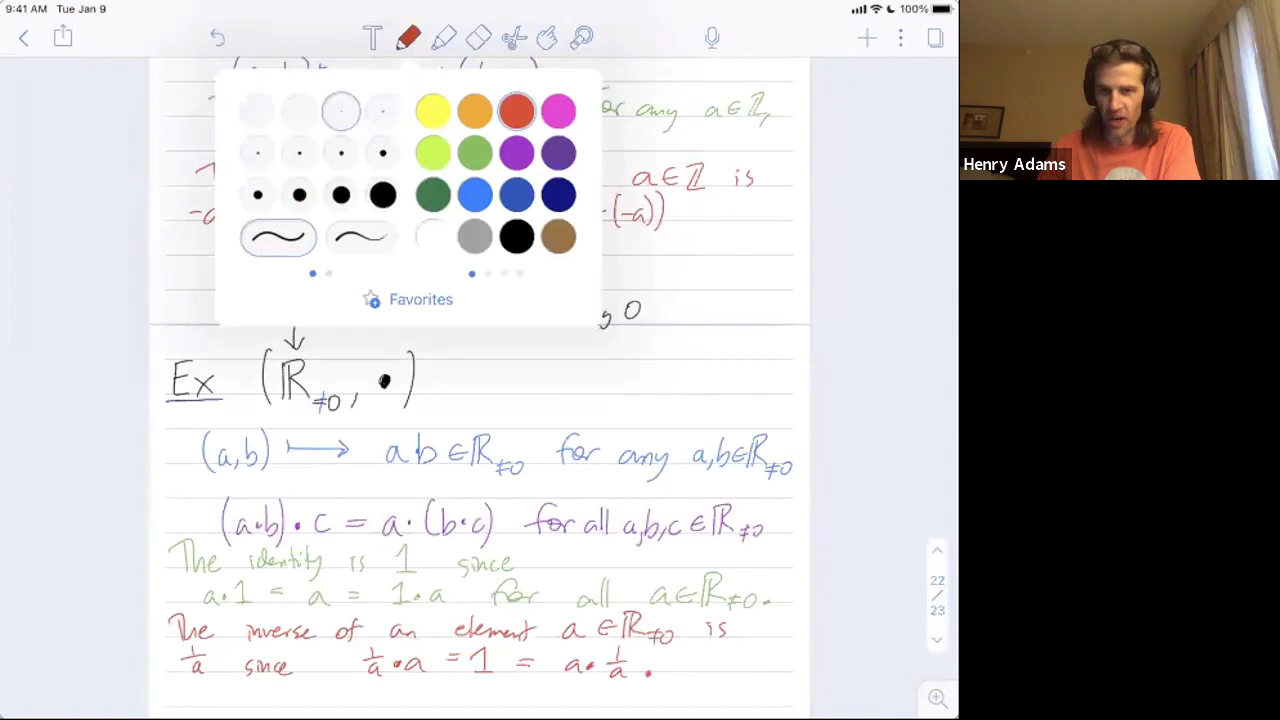 9:41 AM Tue Jan 9
100%
for any a∈ℤ,
a∈ℤ is
-a
(-a))
Favorites
0
Ex (ℝ≠0, •)
(a,b) ⟼ ab∈ℝ≠0 for any a,b∈ℝ≠0
(a·b)·c = a·(b·c) for all a,b,c∈ℝ≠0
The identity is 1 since
a·1 = a = 1·a for all a∈ℝ≠0.
The inverse of an element a∈ℝ≠0 is
1/a since 1/a·a = 1 = a·1/a.
22
/
23
Henry Adams